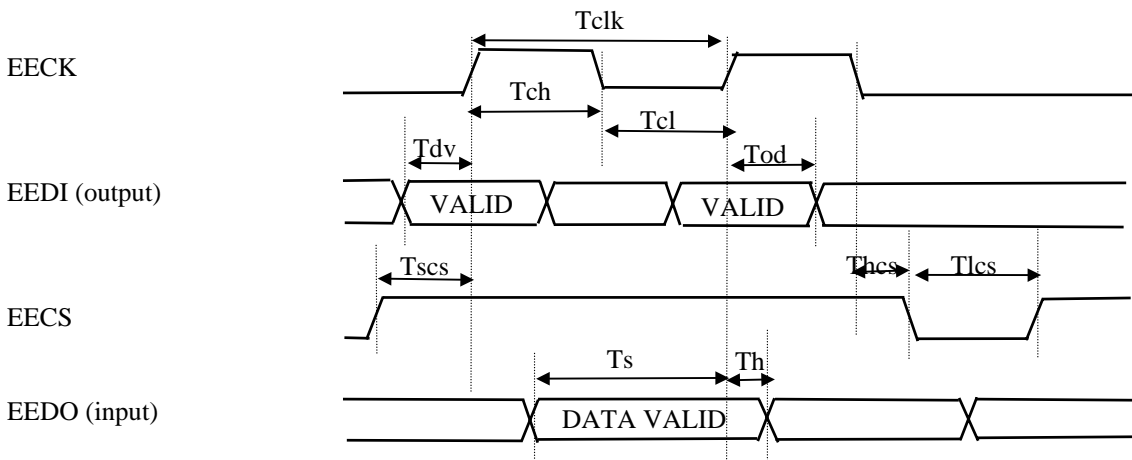 Tclk
EECK
Tch
Tcl
Tdv
Tod
EEDI (output)
VALID
VALID
Tscs
Thcs
Tlcs
EECS
Ts
Th
EEDO (input)
DATA VALID